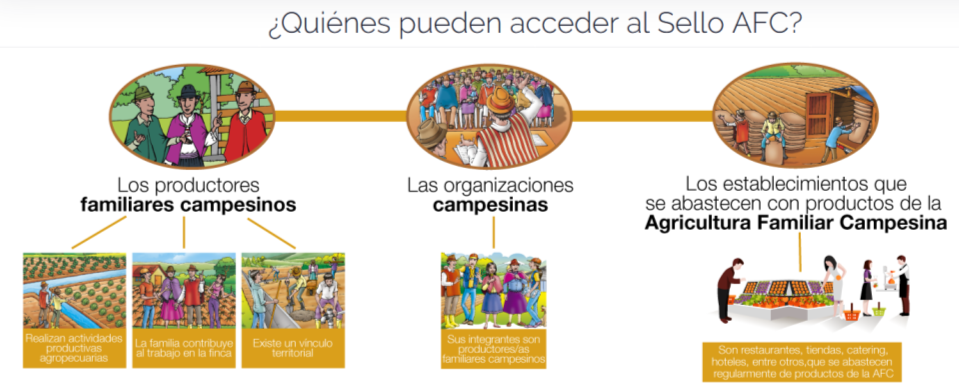 ¿Quiénes pueden acceder al Sello AFC?
Los productores
familiares campesinos
Realizan actividades
productivas
agropecuarias
La familia contribuye
al trabajo en la finca
Existe un vínculo
territorial
Las organizaciones
campesinas
Sus integrantes son
productores/as
familiares campesinos
Los establecimientos que
se abastecen con productos de la
Agricultura Familiar Campesina
Son restaurantes, tiendas, catering,
hoteles, entre otros,que se abastecen
regularmente de productos de la AFC